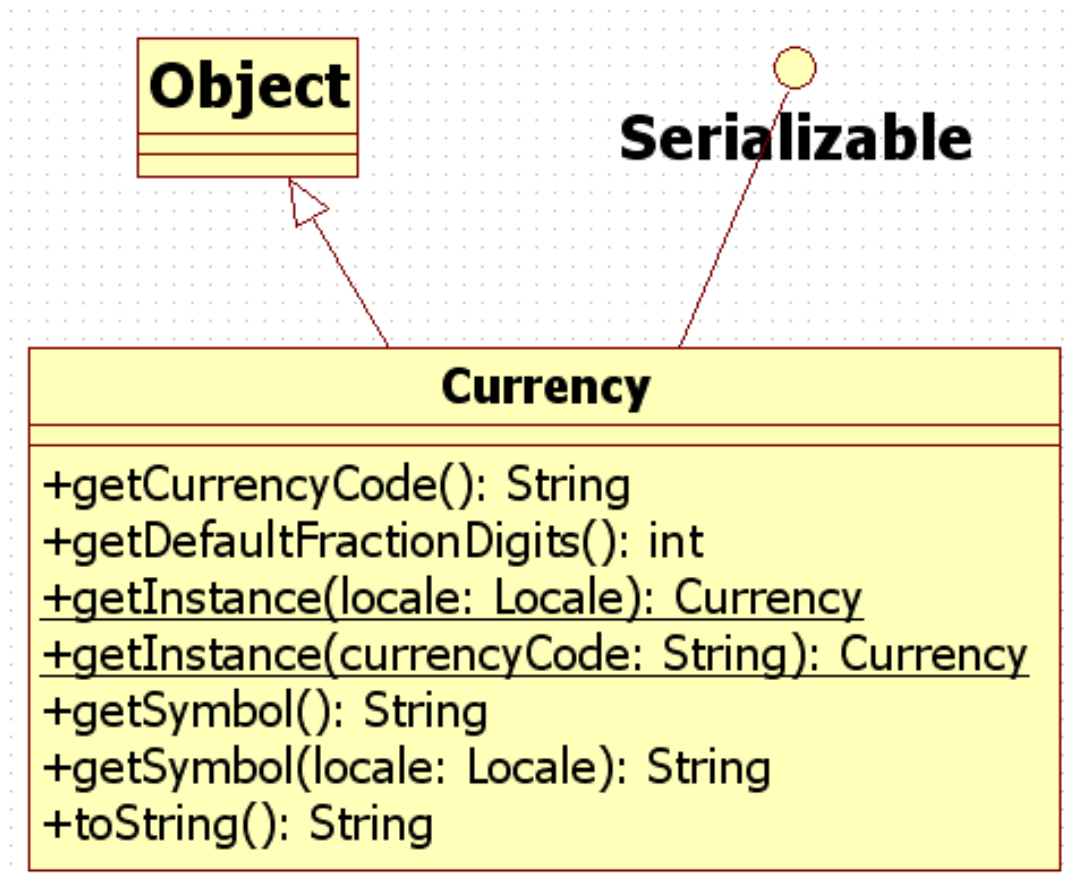 Object
Serializable
Currency
+getCurrencyCode(): String
+getDefaultFractionDigits(): int
+getInstance(locale: Locale): Currency
+getInstance(currencyCode: String): Currency
+getSymbol(): String
+getSymbol(locale: Locale): String
+toString(): String